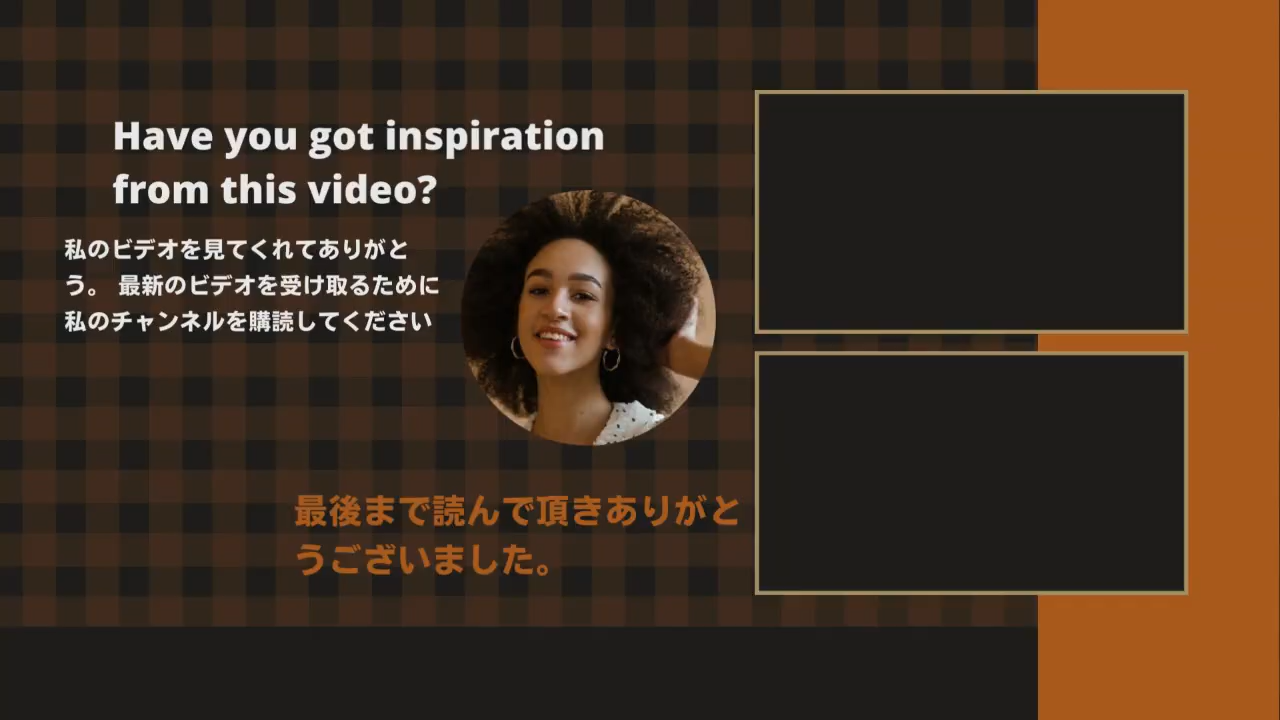 Have you got inspiration
from this video?
私のビデオを見てくれてありがと
う。 最新のビデオを受け取るために
私のチャンネルを購読してください
最後まで読んで頂きありがと
うございました。